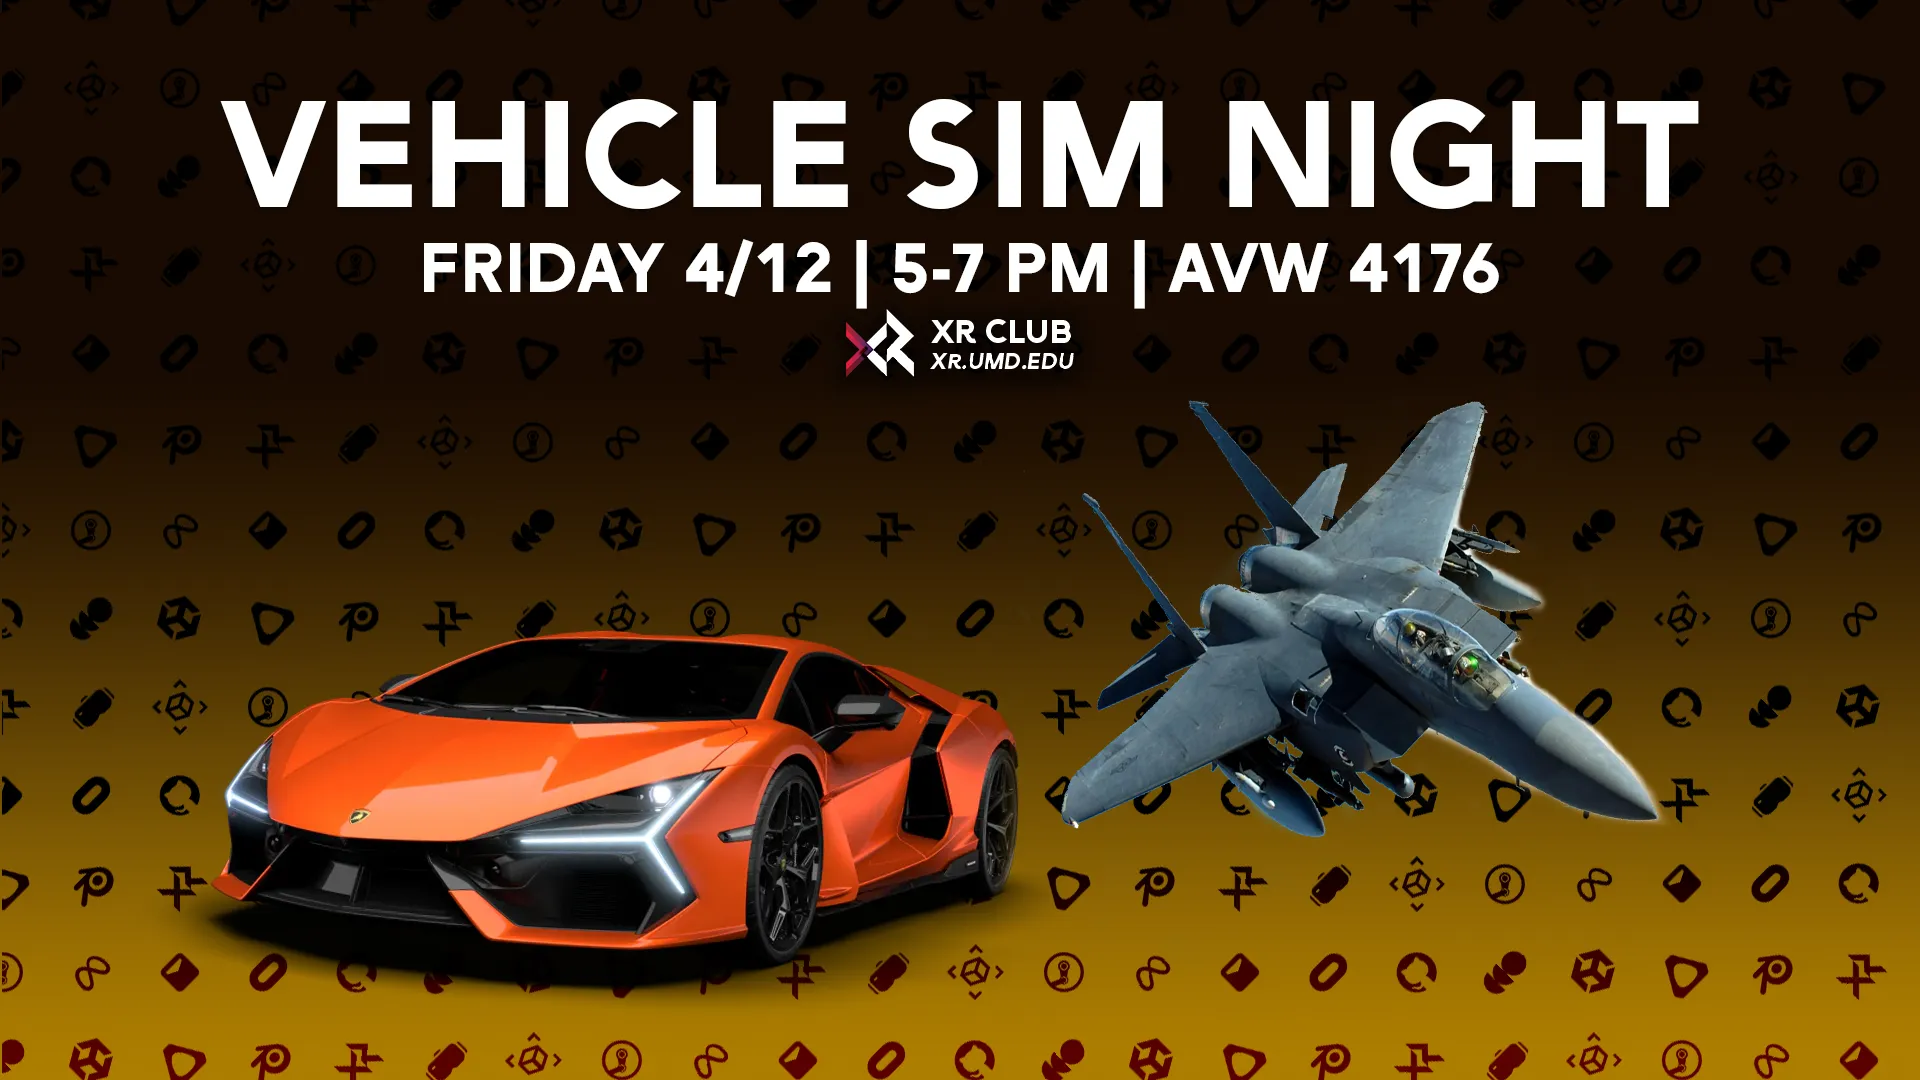 VEHICLE SIM NIGHT
FRIDAY 4/12 | 5-7 PM | AVW 4176
XR CLUB
XR.UMD.EDU